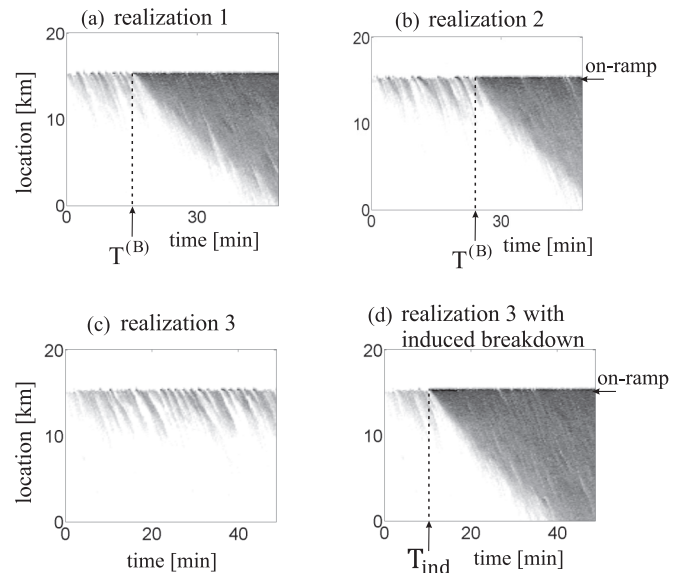 (a) realization 1
20
10
0
location [km]
0
30
T(B)
time [min]
(b) realization 2
20
10
0
on-ramp
0
30
T(B)
time [min]
(c) realization 3
20
10
0
location [km]
0
20
40
time [min]
(d) realization 3 with
induced breakdown
20
10
0
on-ramp
0
20
40
Tind
time [min]